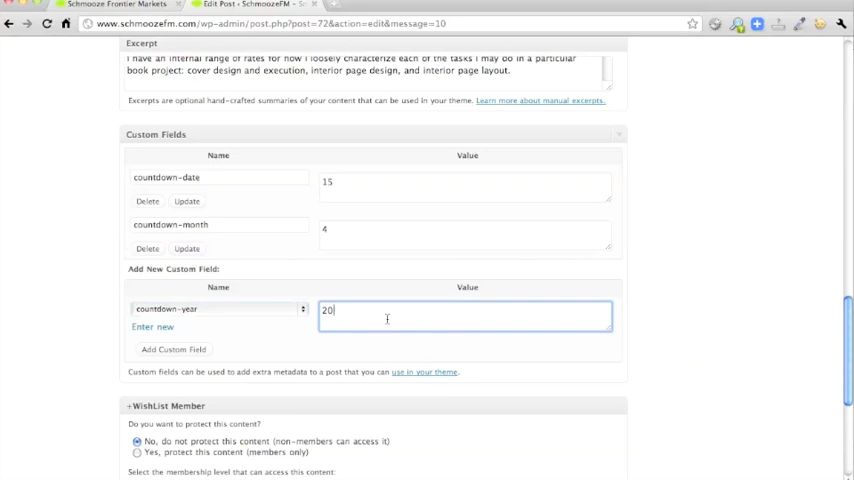 Schmooze Frontier Markets ×
Edit Post ‹ SchmoozeFM — ×
www.schmoozefm.com/wp-admin/post.php?post=72&action=edit&message=10
Excerpt
I have an internal range of rates for how I loosely characterize each of the tasks I may do in a particular
book project: cover design and execution, interior page design, and interior page layout.
Excerpts are optional hand-crafted summaries of your content that can be used in your theme. Learn more about manual excerpts.
Custom Fields
Name Value
countdown-date 15
Delete Update
countdown-month 4
Delete Update
Add New Custom Field:
Name Value
countdown-year 20
Enter new
Add Custom Field
Custom fields can be used to add extra metadata to a post that you can use in your theme.
+WishList Member
Do you want to protect this content?
No, do not protect this content (non-members can access it)
Yes, protect this content (members only)
Select the membership level that can access this content: